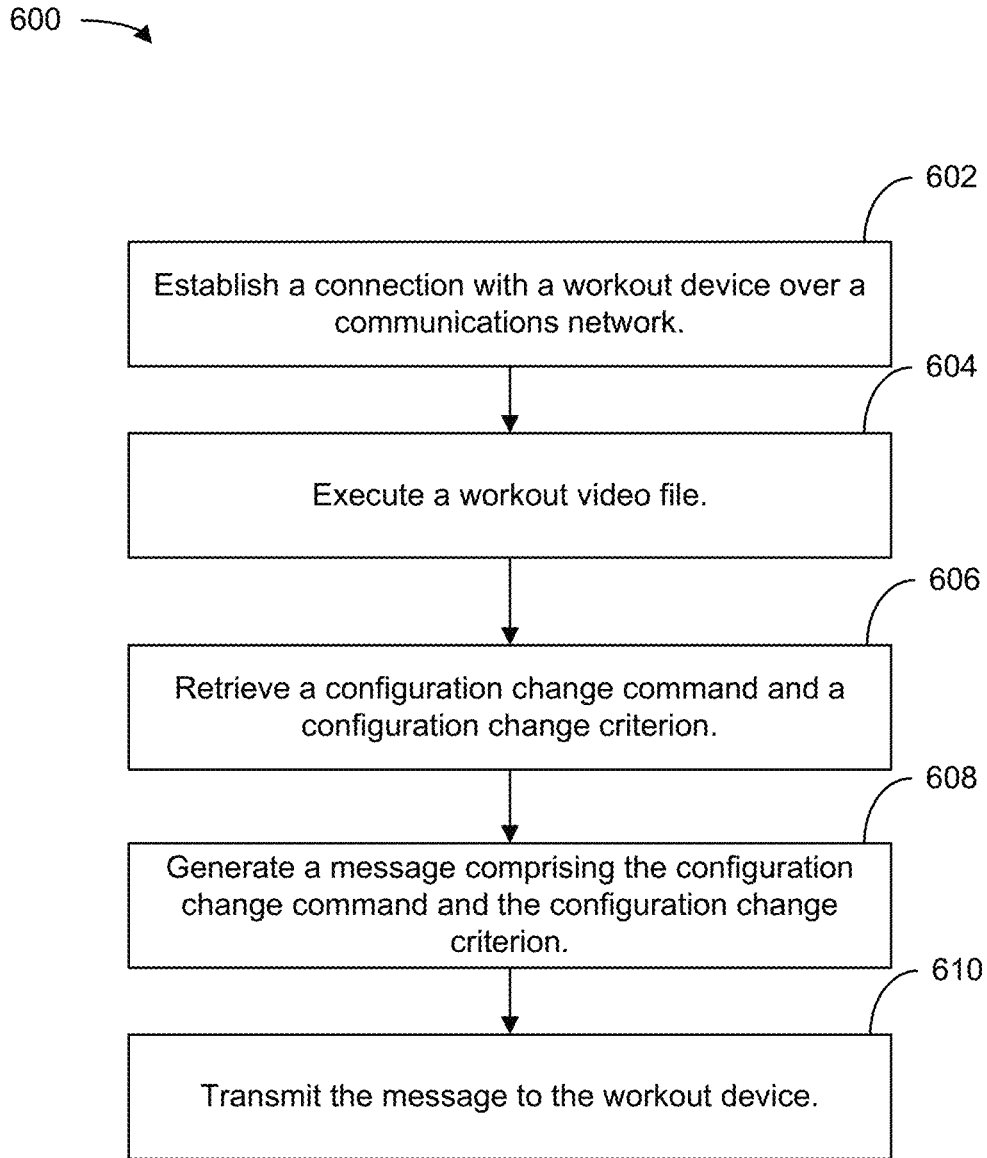 600
602
Establish a connection with a workout device over a
communications network.
604
Execute a workout video file.
606
Retrieve a configuration change command and a
configuration change criterion.
608
Generate a message comprising the configuration
change command and the configuration change
criterion.
610
Transmit the message to the workout device.